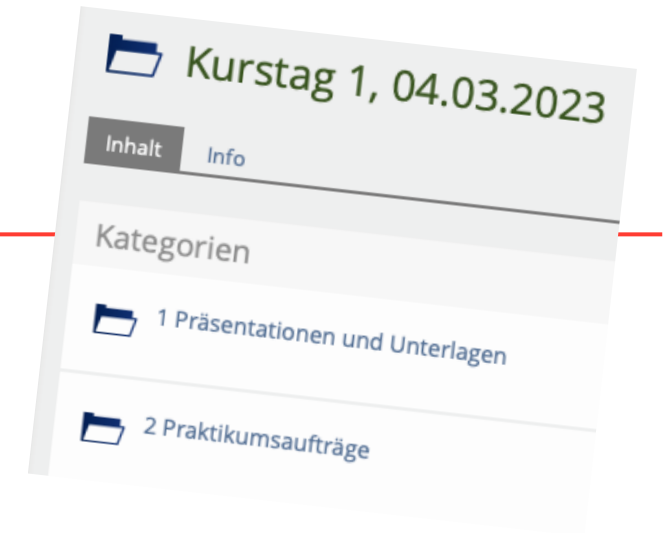 Kurstag 1, 04.03.2023
Inhalt Info
Kategorien
1 Präsentationen und Unterlagen
2 Praktikumsaufträge